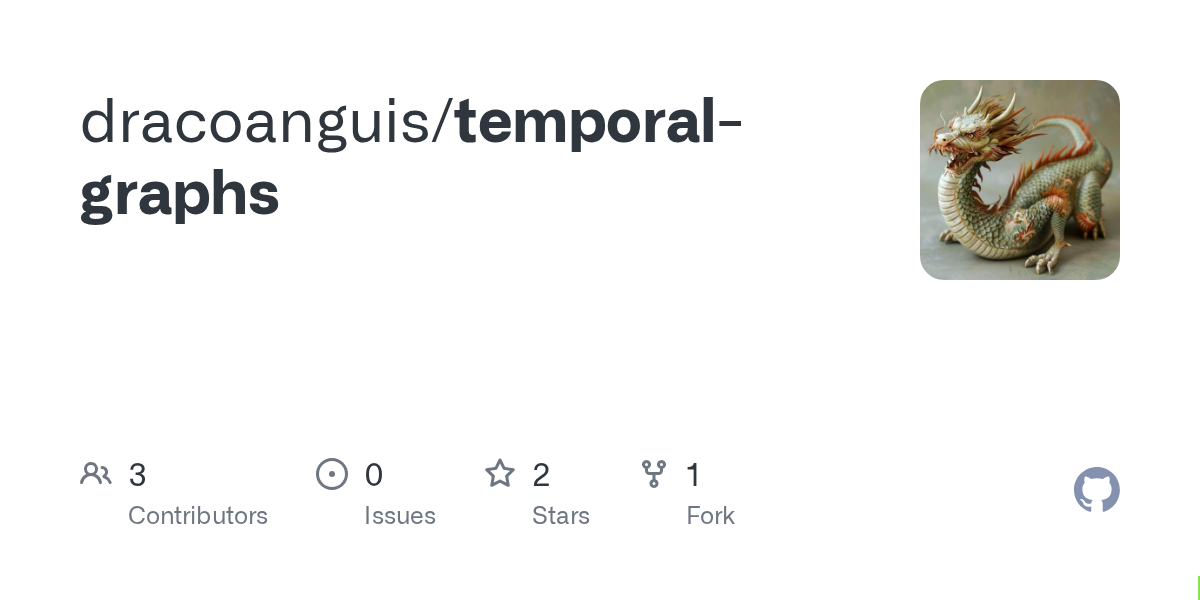 dracoanguis/temporal-
graphs
3
Contributors
0
Issues
2
Stars
1
Fork